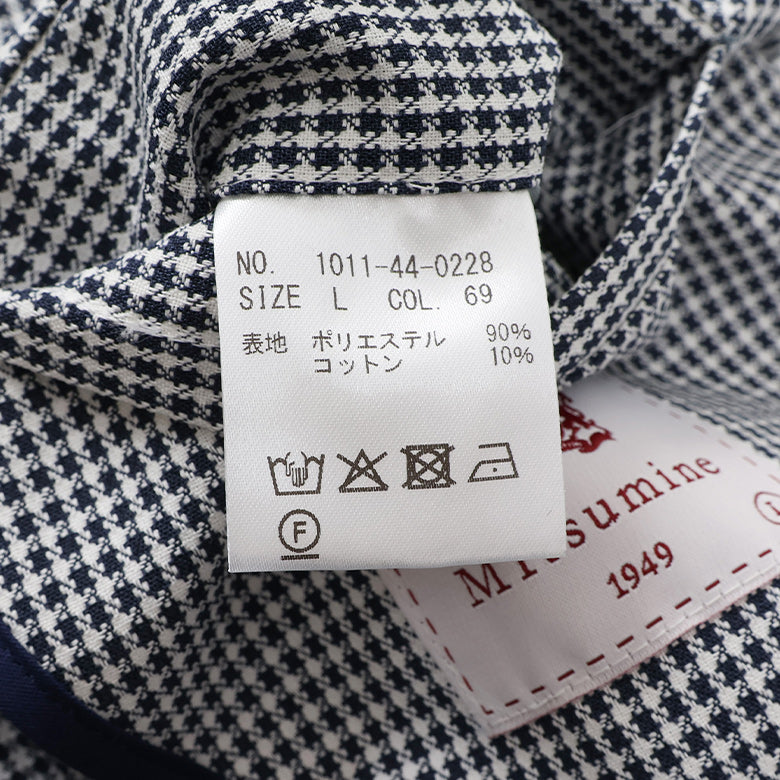 NO. 1011-44-0228
SIZE L COL. 69
表地 ポリエステル 90%
コットン 10%
F
Mitsumine
1949